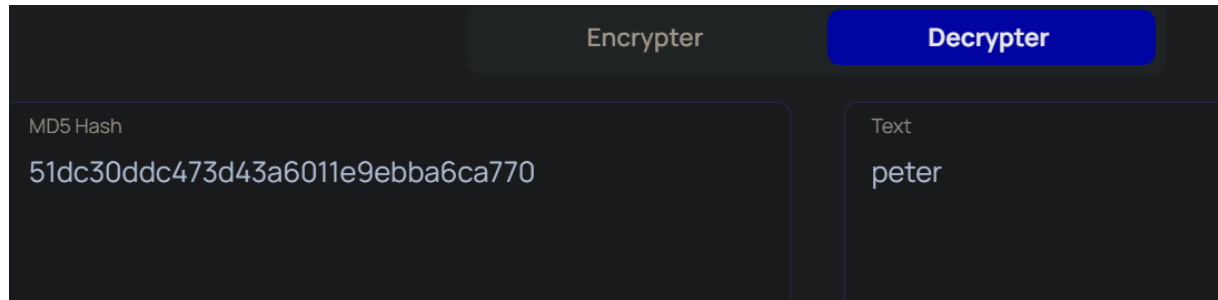 Encrypter
Decrypter
MD5 Hash
51dc30ddc473d43a6011e9ebba6ca770
Text
peter